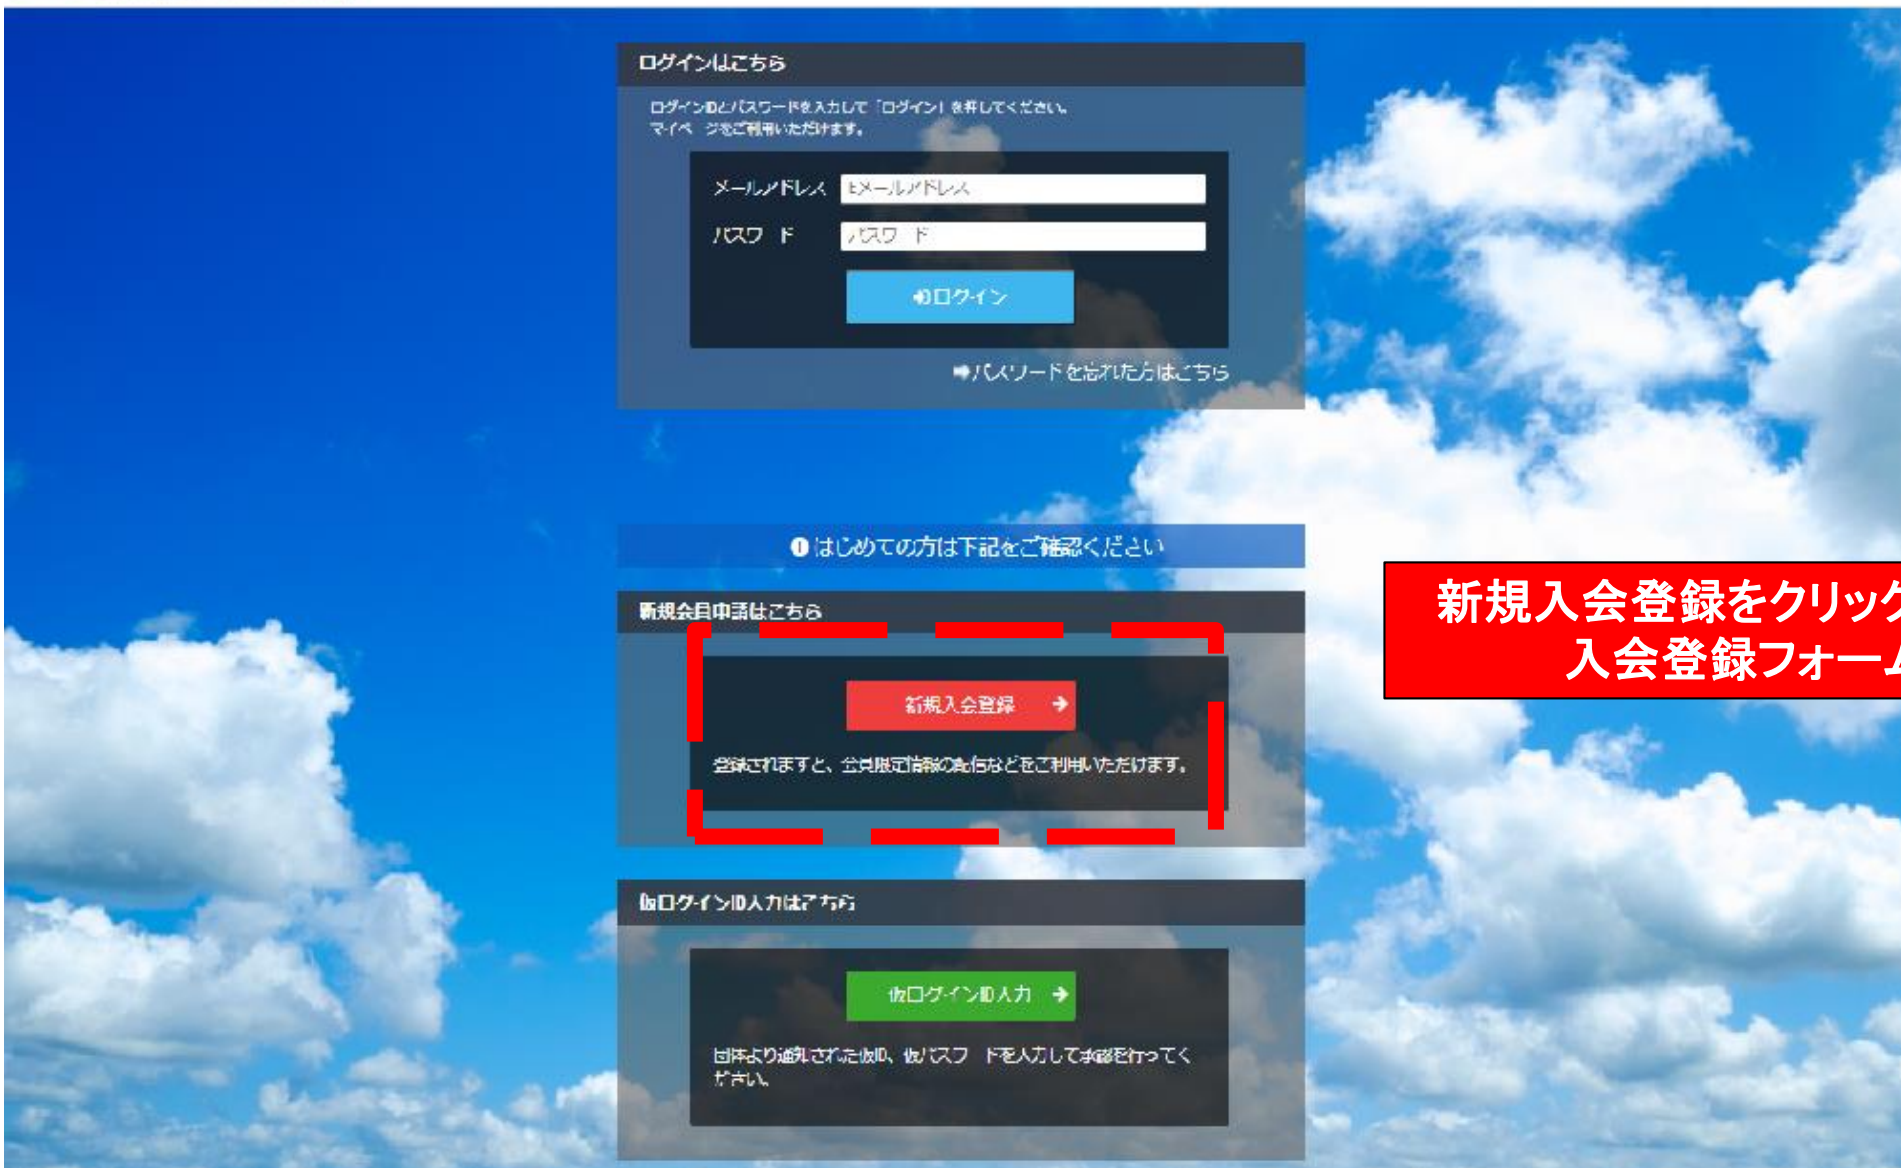 ログインはこちら
ログインIDとパスワードを入力して「ログイン」を押してください。
マイページをご利用いただけます。
メールアドレス Eメールアドレス
パスワード パスワード
ログイン
パスワードを忘れた方はこちら
はじめての方は下記をご確認ください
新規会員申請はこちら
新規入会登録をクリック
入会登録フォーム
新規入会登録
登録されますと、会員限定情報の配信などをご利用いただけます。
仮ログインID入力はこちら
仮ログインID入力
団体より通知された仮ID、仮パスワードを入力して承認を行ってく
ださい。